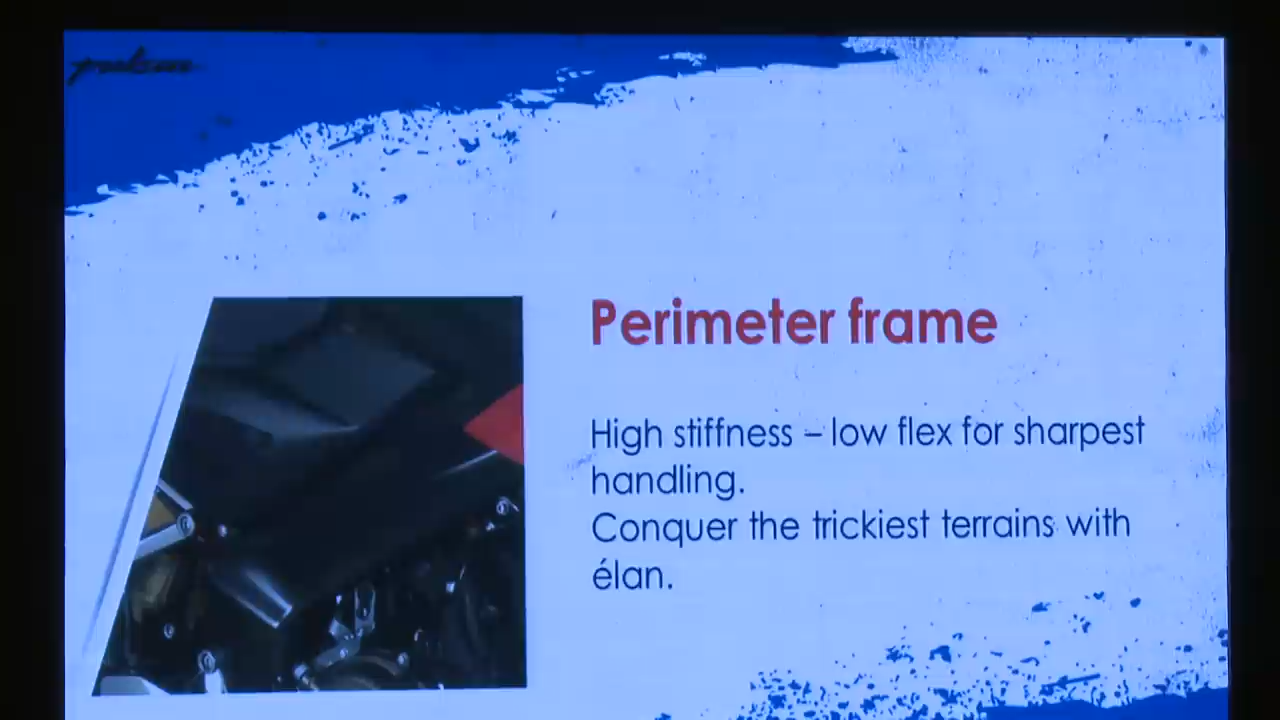 Perimeter frame
High stiffness – low flex for sharpest
handling.
Conquer the trickiest terrains with
élan.